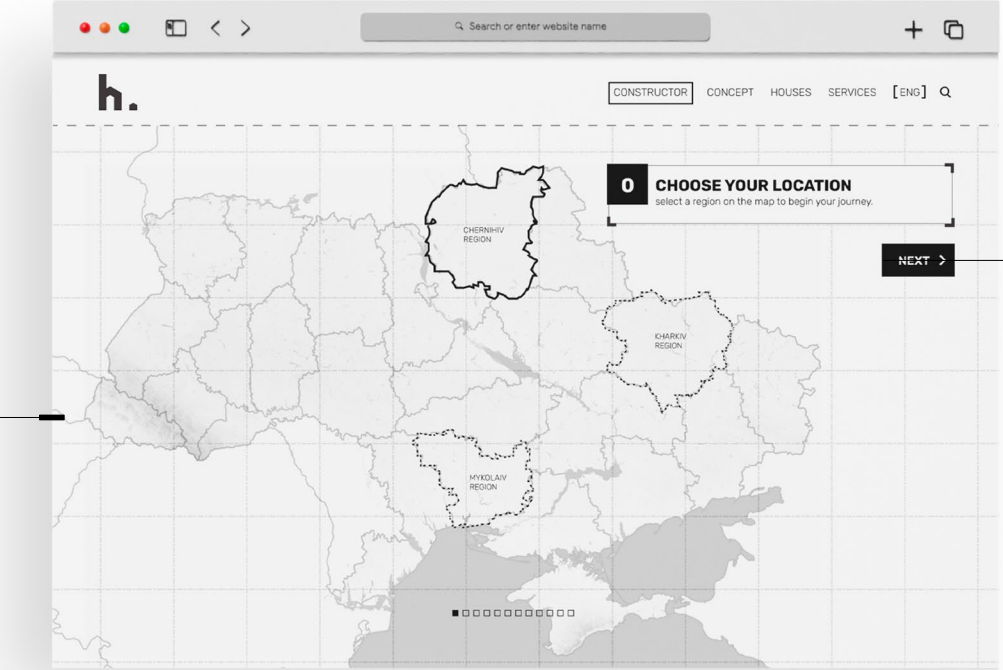 Search or enter website name
h.
CONSTRUCTOR CONCEPT HOUSES SERVICES [ENG]
0 CHOOSE YOUR LOCATION
select a region on the map to begin your journey.
NEXT >
CHERNIHIV
REGION
KHARKIV
REGION
MYKOLAIV
REGION